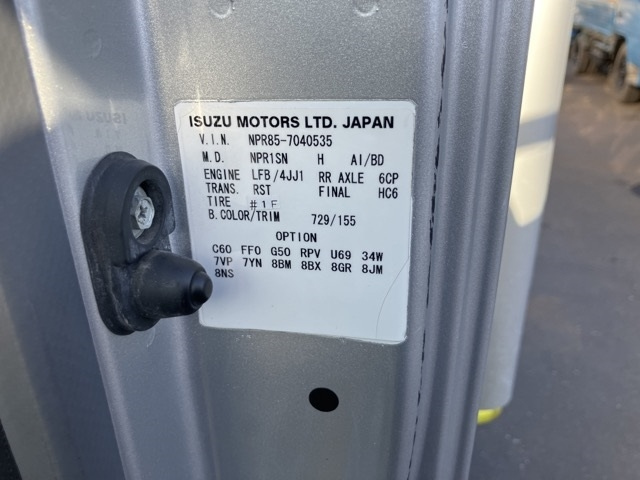 ISUZU MOTORS LTD. JAPAN
V.I.N. NPR85-7040535
M.D. NPR1SN H AI/BD
ENGINE LFB/4JJ1 RR AXLE 6CP
TRANS. RST FINAL HC6
TIRE #1F
B.COLOR/TRIM 729/155
OPTION
C60 FF0 G50 RPV U69 34W
7VP 7YN 8BM 8BX 8GR 8JM
8NS